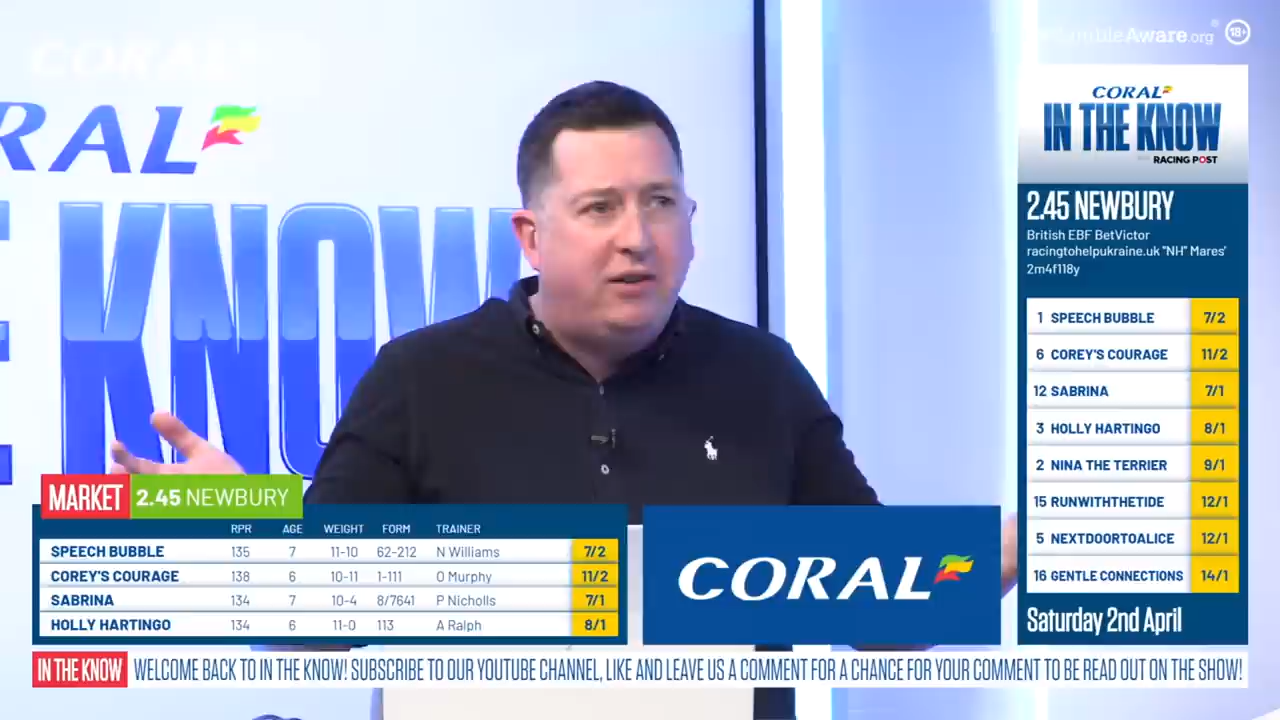 CORAL
GambleAware.org 18+
RAL
E KNOW
CORAL
IN THE KNOW
WITH RACING POST
2.45 NEWBURY
British EBF BetVictor
racingtohelpukraine.uk "NH" Mares'
2m4f118y
1 SPEECH BUBBLE 7/2
6 COREY'S COURAGE 11/2
12 SABRINA 7/1
3 HOLLY HARTINGO 8/1
2 NINA THE TERRIER 9/1
15 RUNWITHTHETIDE 12/1
5 NEXTDOORTOALICE 12/1
16 GENTLE CONNECTIONS 14/1
Saturday 2nd April
MARKET 2.45 NEWBURY
RPR AGE WEIGHT FORM TRAINER
SPEECH BUBBLE 135 7 11-10 62-212 N Williams 7/2
COREY'S COURAGE 138 6 10-11 1-111 O Murphy 11/2
SABRINA 134 7 10-4 8/7641 P Nicholls 7/1
HOLLY HARTINGO 134 6 11-0 113 A Ralph 8/1
CORAL
IN THE KNOW WELCOME BACK TO IN THE KNOW! SUBSCRIBE TO OUR YOUTUBE CHANNEL, LIKE AND LEAVE US A COMMENT FOR A CHANCE FOR YOUR COMMENT TO BE READ OUT ON THE SHOW!